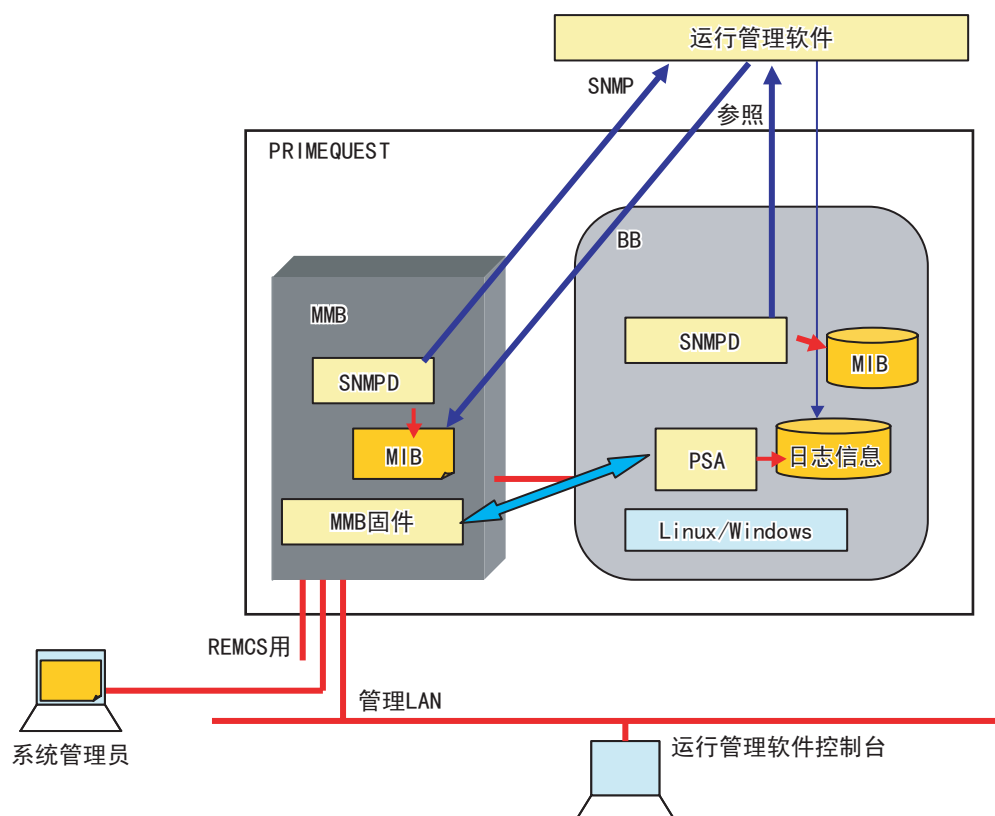 运行管理软件
SNMP
参照
PRIMEQUEST
BB
MMB
SNMPD
MIB
SNMPD
MIB
PSA
日志信息
MMB固件
Linux/Windows
REMCS用
管理LAN
系统管理员
运行管理软件控制台